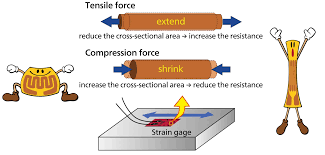 Tensile force
extend
reduce the cross-sectional area → increase the resistance
Compression force
shrink
increase the cross-sectional area → reduce the resistance
Strain gage